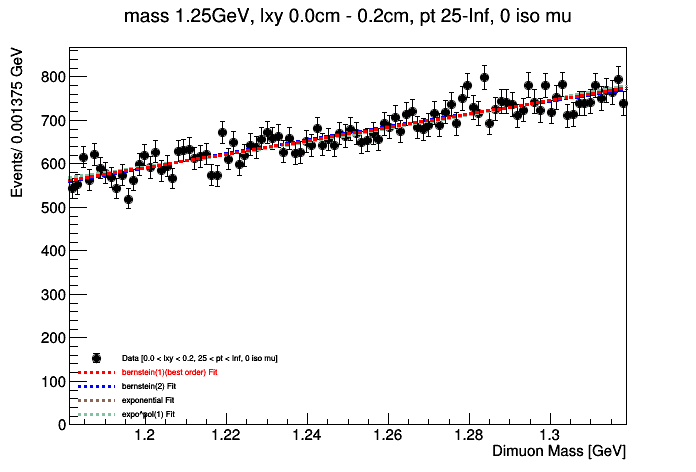 mass 1.25GeV, lxy 0.0cm - 0.2cm, pt 25-Inf, 0 iso mu
Events/ 0.001375 GeV
800
700
600
500
400
300
200
100
0
Data [0.0 < lxy < 0.2, 25 < pt < Inf, 0 iso mu]
bernstein(1)(best order) Fit
bernstein(2) Fit
exponential Fit
expo*pol(1) Fit
1.2 1.22 1.24 1.26 1.28 1.3
Dimuon Mass [GeV]